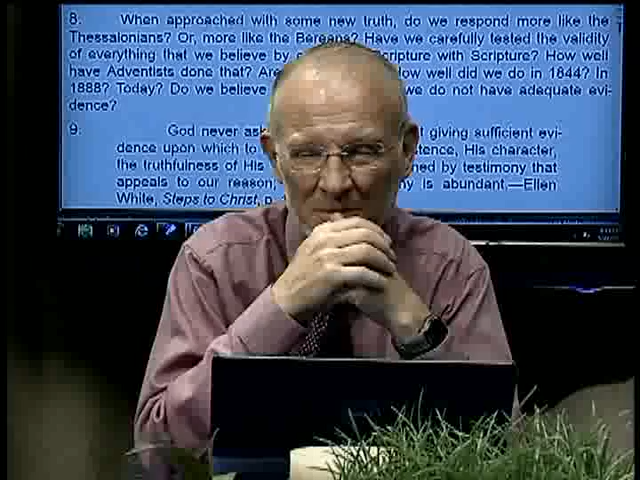 8: When approached with some new truth, do we respond more like the
Thessalonians? Or, more like the Bereans? Have we carefully tested the validity
of everything that we believe by Scripture with Scripture? How well
have Adventists done that? Are How well did we do in 1844? In
1888? Today? Do we believe we do not have adequate evi-
dence?
9: God never ask giving sufficient evi-
dence upon which to His character,
the truthfulness of His by testimony that
appeals to our reason; is abundant.—Ellen
White, Steps to Christ, p.